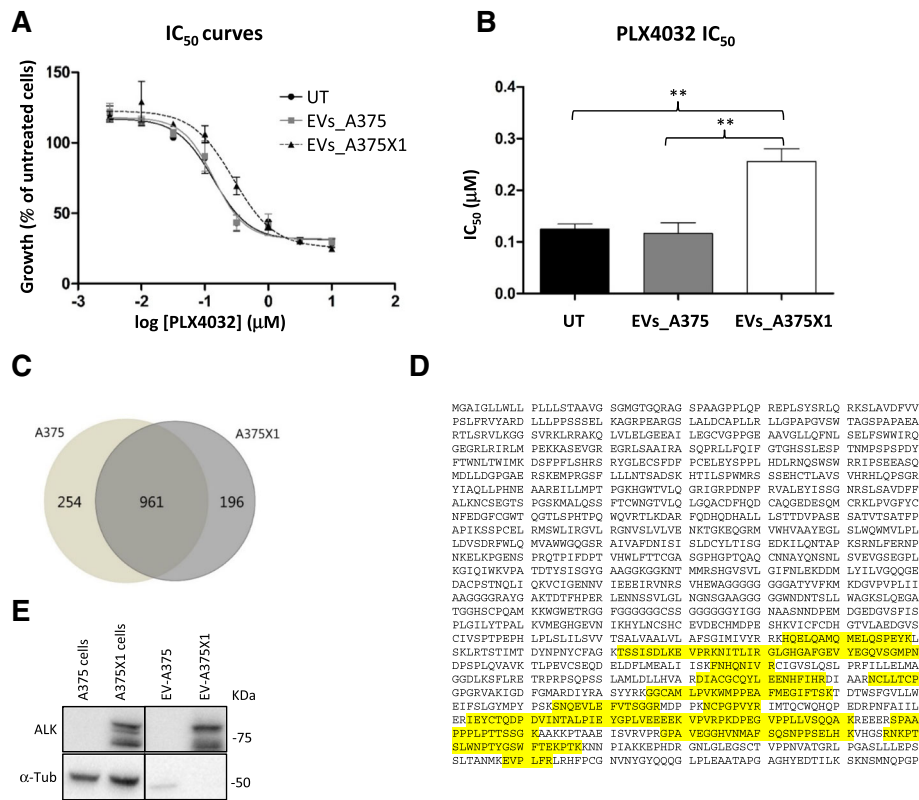 A
IC50 curves
150
100
50
0
-3
-2
-1
0
1
2
Growth (% of untreated cells)
log [PLX4032] (μM)
UT
EVs_A375
EVs_A375X1
B
PLX4032 IC50
0.4
0.3
0.2
0.1
0.0
IC50 (μM)
**
**
UT
EVs_A375
EVs_A375X1
C
A375
A375X1
254
961
196
D
MGAIGLLWLL PLLLSTAAVG SGMGTGQRAG SPAAGPPLQP REPLSYSRLQ RKSLAVDFVV
PSLFRVYARD LLLPPSSSEL KAGRPEARGS LALDCAPLLR LLGPAPGVSW TAGSPAPAEA
RTLSRVLKGG SVRKLRRAKQ LVLELGEEAI LEGCVGPPGE AAVGLLQFNL SELFSWWIRQ
GEGRLRIRLM PEKKASEVGR EGRLSAAIRA SQPRLLFQIF GTGHSSLESP TNMPSPSPDY
FTWNLTWIMK DSFPFLSHRS RYGLECSFDF PCELEYSPPL HDLRNQSWSW RRIPSEEASQ
MDLLDGPGAE RSKEMPRGSF LLLNTSADSK HTILSPWMRS SSEHCTLAVS VHRHLQPSGR
YIAQLLPHNE AAREILLMPT PGKHGWTVLQ GRIGRPDNPF RVALEYISSG NRSLSAVDFF
ALKNCSEGTS PGSKMALQSS FTCWNGTVLQ LGQACDFHQD CAQGEDESQM CRKLPVGFYC
NFEDGFCGWT QGTLSPHTPQ WQVRTLKDAR FQDHQDHALL LSTTDVPASE SATVTSATFP
APIKSSPCEL RMSWLIRGVL RGNVSLVLVE NKTGKEQGRM VWHVAAYEGL SLWQWMVLPL
LDVSDRFWLQ MVAWWGQGSR AIVAFDNISI SLDCYLTISG EDKILQNTAP KSRNLFERNP
NKELKPGENS PRQTPIFDPT VHWLFTTCGA SGPHGPTQAQ CNNAYQNSNL SVEVGSEGPL
KGIQIWKVPA TDTYSISGYG AAGGKGGKNT MMRSHGVSVL GIFNLEKDDM LYILVGQQGE
DACPSTNQLI QKVCIGENNV IEEEIRVNRS VHEWAGGGGG GGGATYVFKM KDGVPVPLII
AAGGGGRAYG AKTDTFHPER LENNSSVLGL NGNSGAAGGG GGWNDNTSLL WAGKSLQEGA
TGGHSCPQAM KKWGWETRGG FGGGGGGCSS GGGGGGYIGG NAASNNDPEM DGEDGVSFIS
PLGILYTPAL KVMEGHGEVN IKHYLNCSHC EVDECHMDPE SHKVICFCDH GTVLAEDGVS
CIVSPTPEPH LPLSLILSVV TSALVAALVL AFSGIMIVYR RKHQELQAMQ MELQSPEYKL
SKLRTSTIMT DYNPNYCFAG KTSSISDLKE VPRKNITLIR GLGHGAFGEV YEGQVSGMPN
DPSPLQVAVK TLPEVCSEQD ELDFLMEALI ISKFNHQNIV RCIGVSLQSL PRFILLELMA
GGDLKSFLRE TRPRPSQPSS LAMLDLLHVA RDIACGCQYL EENHFIHRDI AARNCLLTCP
GPGRVAKIGD FGMARDIYRA SYYRKGGCAM LPVKWMPPEA FMEGIFTSKT DTWSFGVLLW
EIFSLGYMPY PSKSNQEVLE FVTSGGRMDP PKNCPGPVYR IMTQCWQHQP EDRPNFAIIL
ERIEYCTQDP DVINTALPIE YGPLVEEEEK VPVRPKDPEG VPPLLVSQQA KREEERSPAA
PPPLPTTSSG KAAKKPTAAE ISVRVPRGPA VEGGHVNMAF SQSNPPSELH KVHGSRNKPT
SLWNPTYGSW FTEKPTKKNN PIAKKEPHDR GNLGLEGSCT VPPNVATGRL PGASLLLEPS
SLTANMKEVP LFRLRHFPCG NVNYGYQQQG LPLEAATAPG AGHYEDTILK SKNSMNQPGP
E
A375 cells
A375X1 cells
EV-A375
EV-A375X1
KDa
ALK
-75
α-Tub
-50